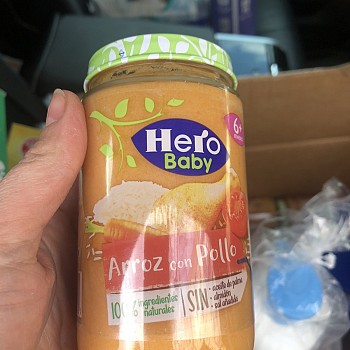 Hero
Baby
6+
Arroz con Pollo
100% ingredientes
naturales
SIN
aceite de palma
almidón
sal añadida